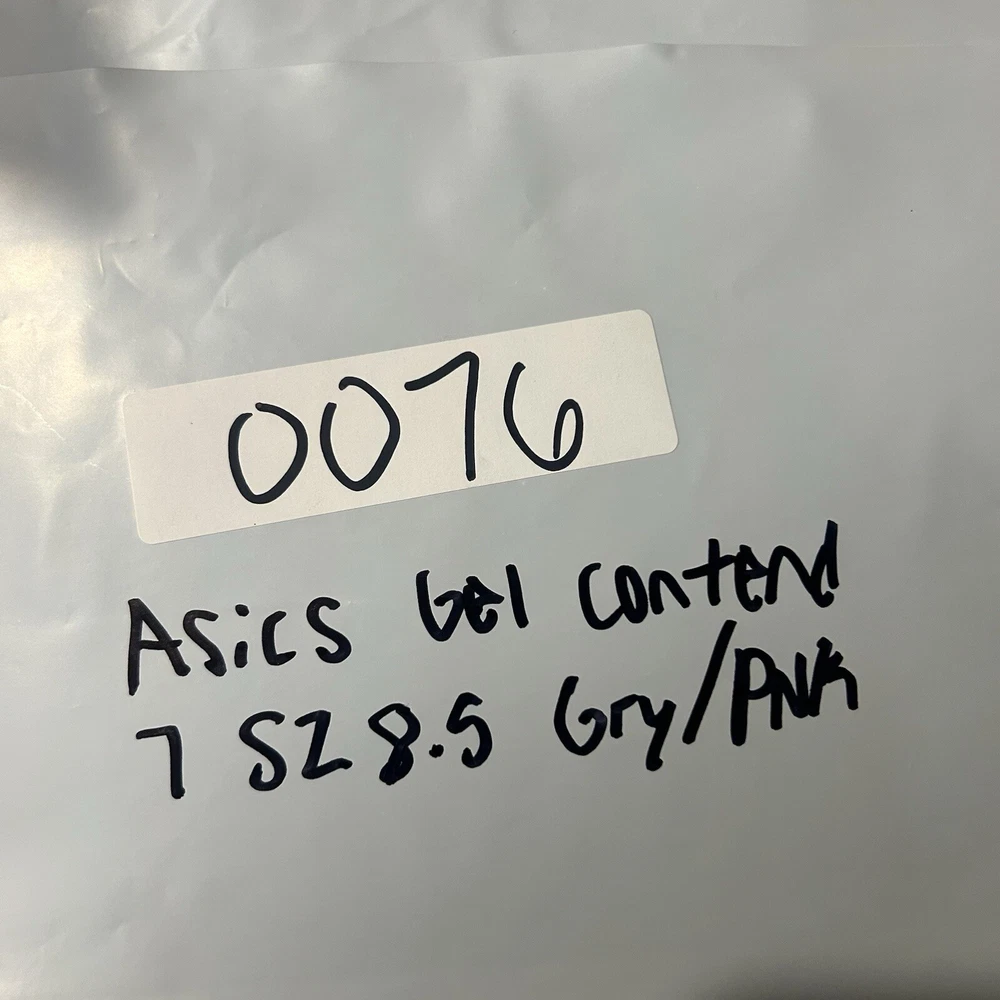 0076
Asics Gel contend
7 SZ 8.5 Gry/PNK